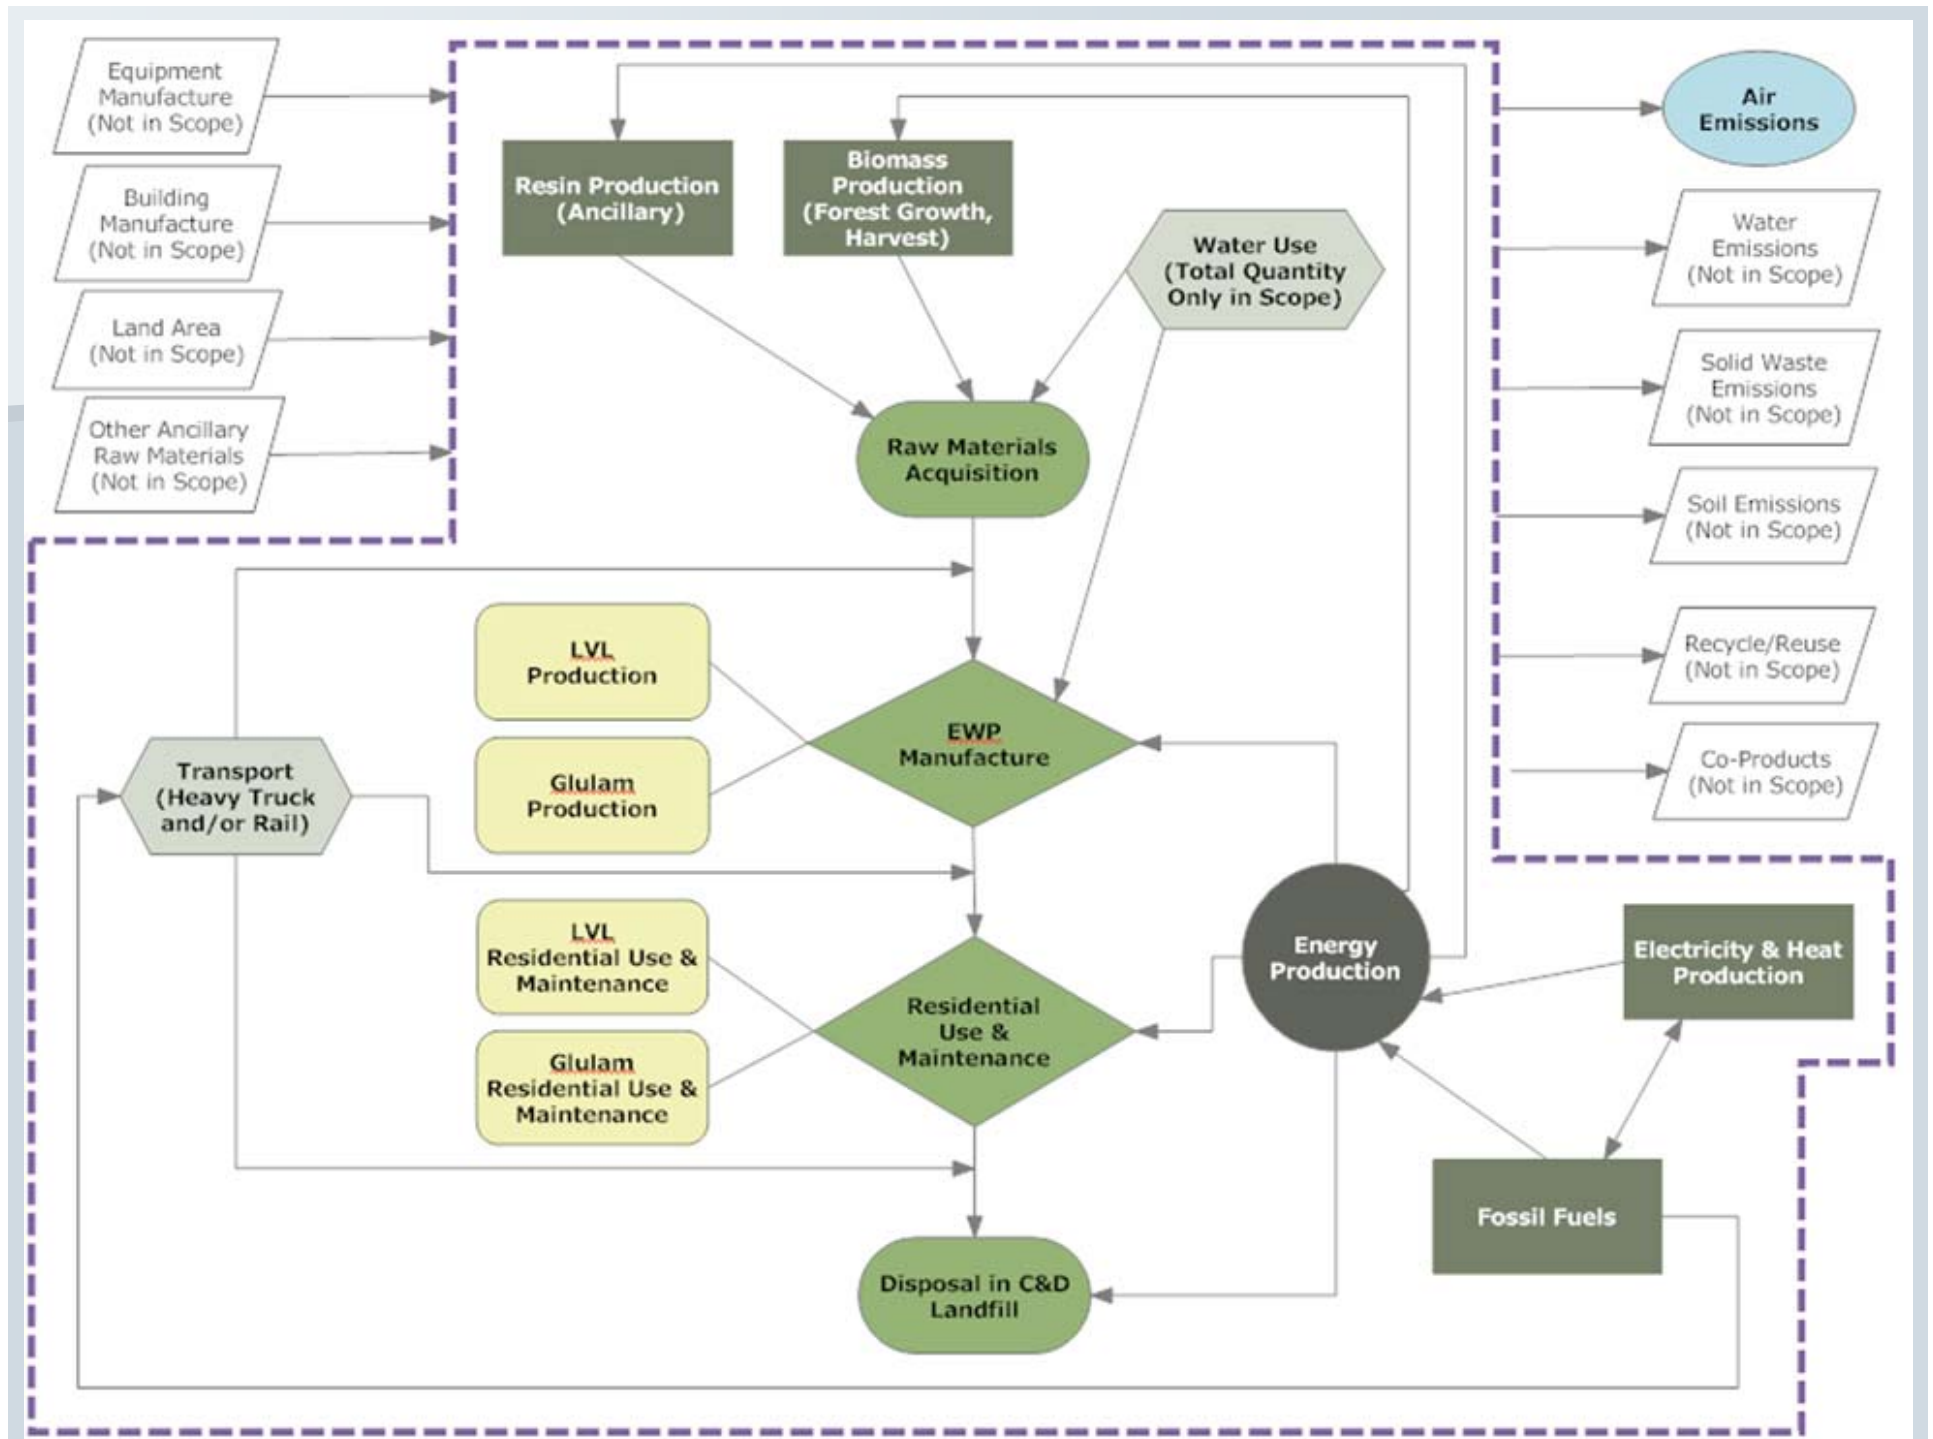 Equipment
Manufacture
(Not in Scope)
Building
Manufacture
(Not in Scope)
Land Area
(Not in Scope)
Other Ancillary
Raw Materials
(Not in Scope)
Resin Production
(Ancillary)
Biomass
Production
(Forest Growth,
Harvest)
Water Use
(Total Quantity
Only in Scope)
Air
Emissions
Water
Emissions
(Not in Scope)
Solid Waste
Emissions
(Not in Scope)
Soil Emissions
(Not in Scope)
Recycle/Reuse
(Not in Scope)
Co-Products
(Not in Scope)
Raw Materials
Acquisition
LVL
Production
Glulam
Production
EWP
Manufacture
Transport
(Heavy Truck
and/or Rail)
LVL
Residential Use &
Maintenance
Glulam
Residential Use &
Maintenance
Residential
Use &
Maintenance
Energy
Production
Electricity & Heat
Production
Fossil Fuels
Disposal in C&D
Landfill